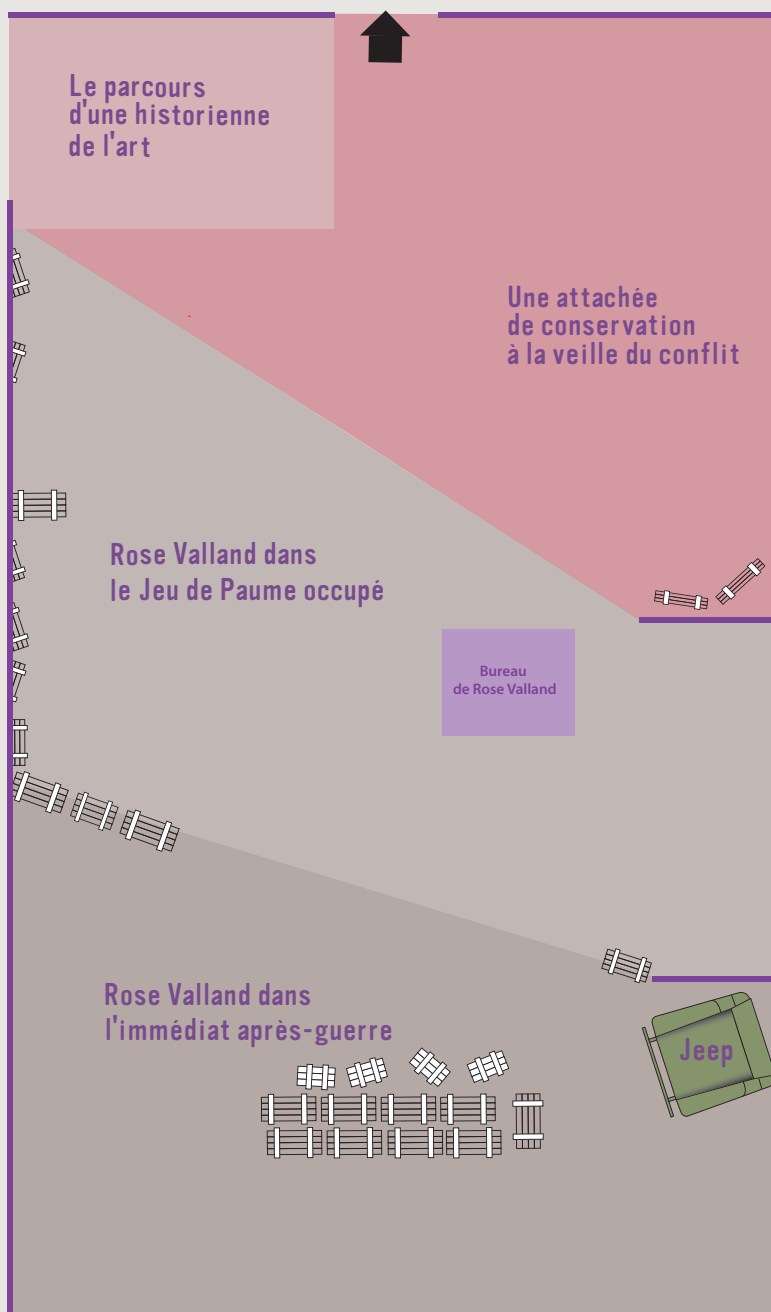 Le parcours
d'une historienne
de l'art
Une attachée
de conservation
à la veille du conflit
Rose Valland dans
le Jeu de Paume occupé
Bureau
de Rose Valland
Rose Valland dans
l'immédiat après-guerre
Jeep